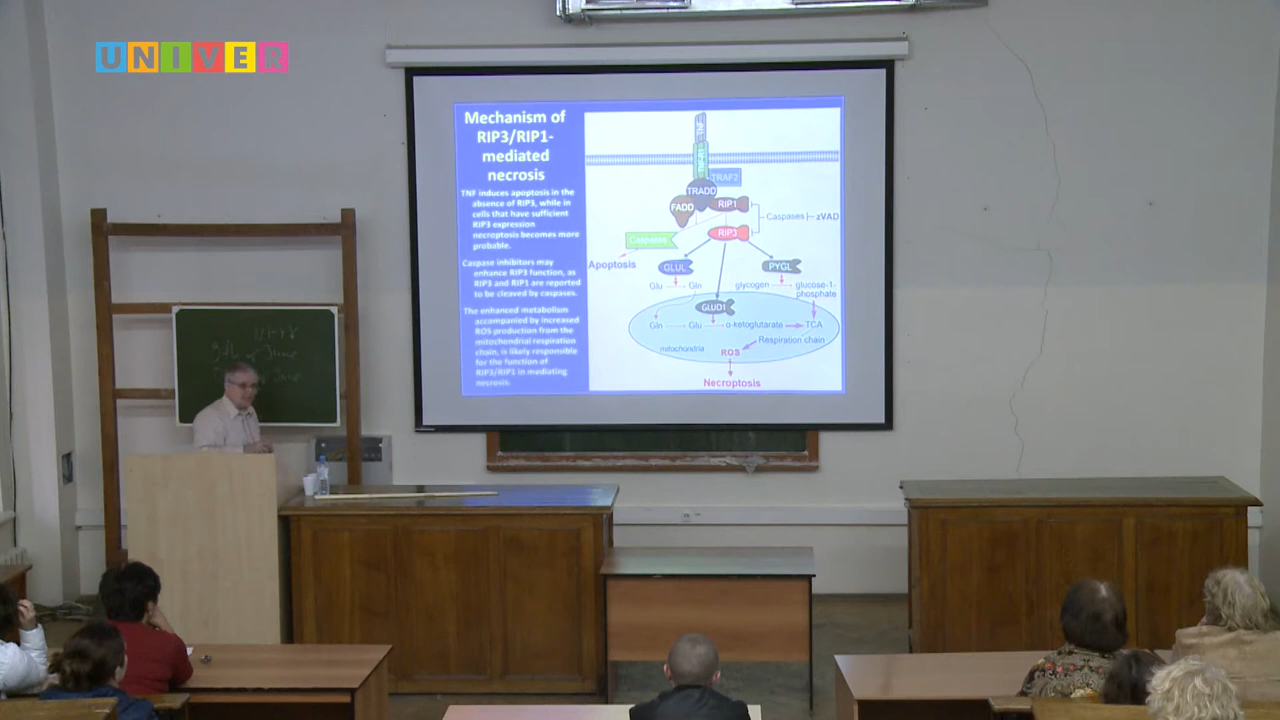 UNIVER
Mechanism of
RIP3/RIP1-
mediated
necrosis
TNF induces apoptosis in the
absence of RIP3, while in
cells that have sufficient
RIP3 expression
necroptosis becomes more
probable.
Caspase inhibitors may
enhance RIP3 function, as
RIP3 and RIP1 are reported
to be cleaved by caspases.
The enhanced metabolism
accompanied by increased
ROS production from the
mitochondrial respiration
chain, is likely responsible
for the function of
RIP3/RIP1 in mediating
necrosis.
TRAF2
TRADD
FADD
RIP1
Caspases
zVAD
RIP3
Caspases
Apoptosis
GLUL
PYGL
Glu
Gln
glycogen
glucose-1-
phosphate
GLUD1
Gln
Glu
α-ketoglutarate
TCA
Respiration chain
mitochondria
ROS
Necroptosis